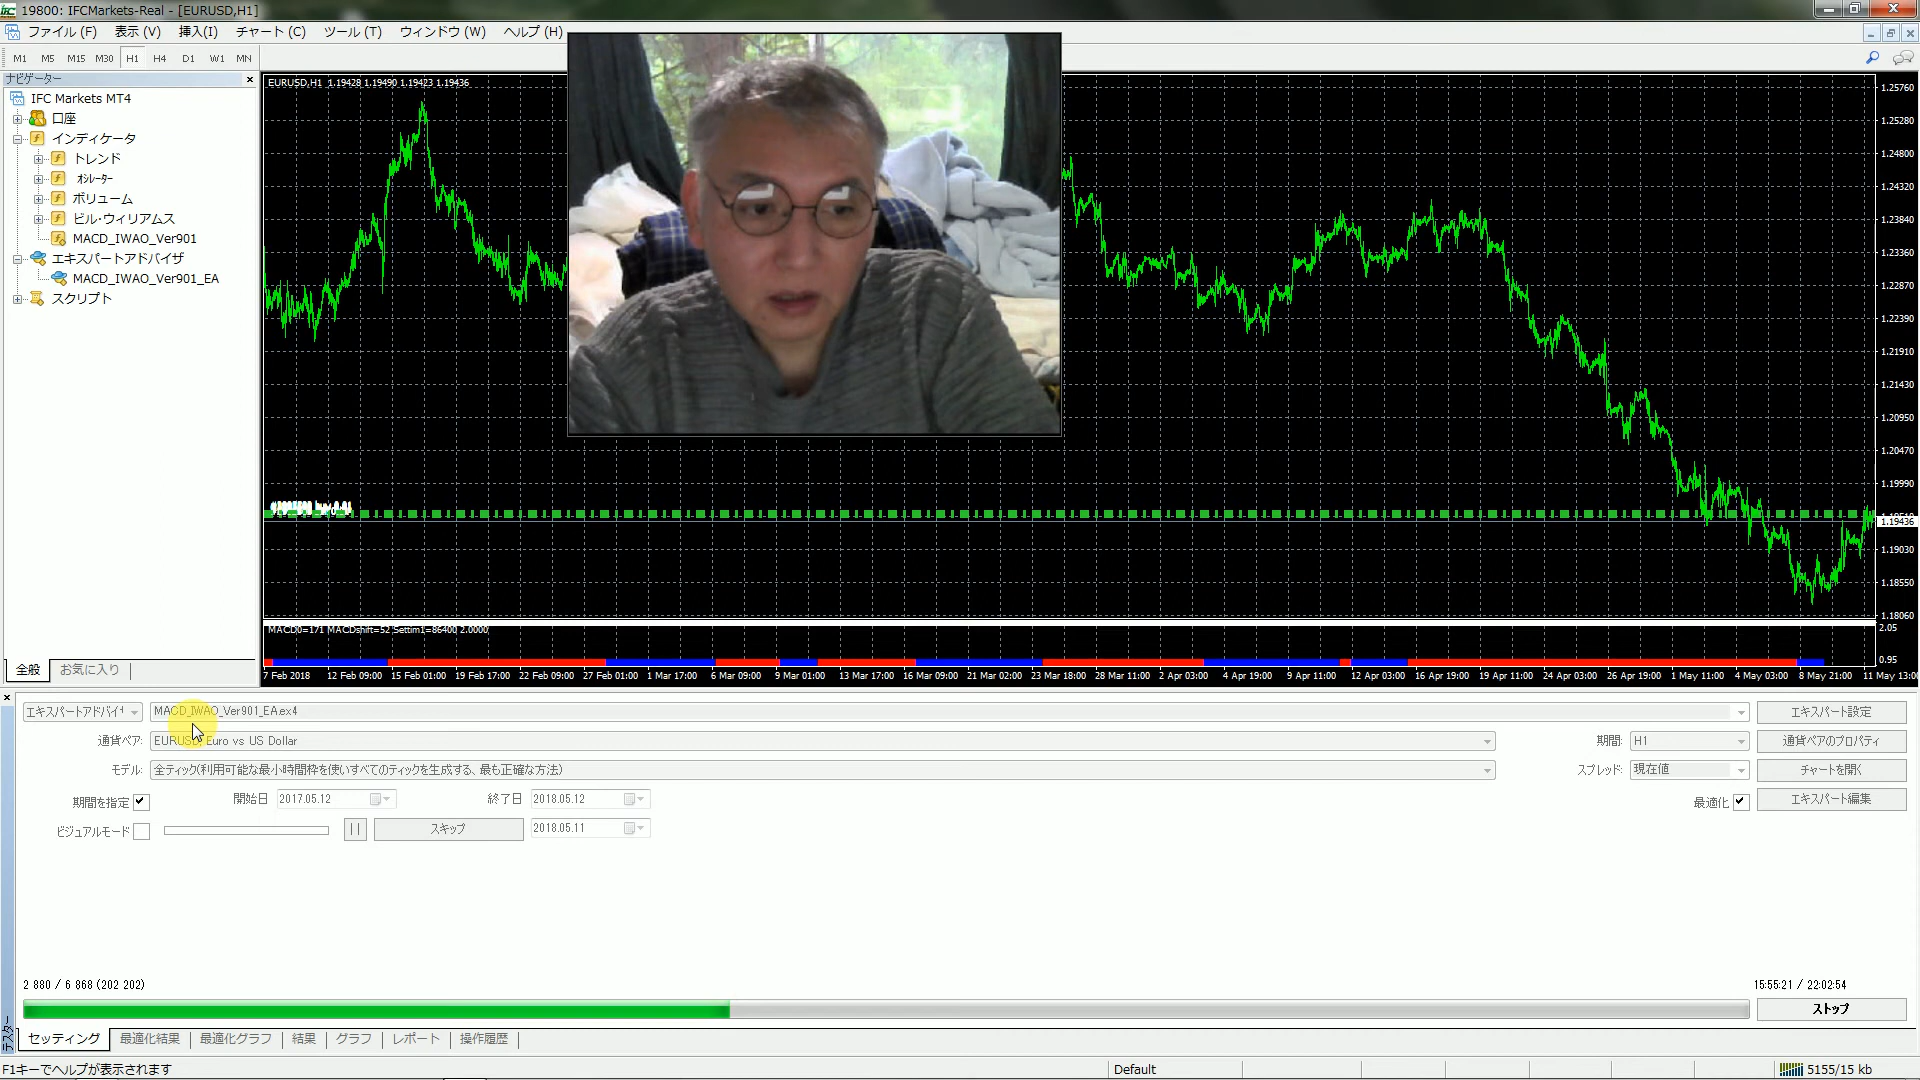 19800: IFCMarkets-Real - [EURUSD,H1]
ファイル (F) 表示 (V) 挿入(I) チャート (C) ツール (T) ウィンドウ (W) ヘルプ (H)
M1 M5 M15 M30 H1 H4 D1 W1 MN
ナビゲーター
IFC Markets MT4
口座
インディケータ
トレンド
オシレーター
ボリューム
ビル・ウィリアムス
MACD_IWAO_Ver901
エキスパートアドバイザ
MACD_IWAO_Ver901_EA
スクリプト
全般 お気に入り
EURUSD,H1 1.19428 1.19490 1.19423 1.19436
1.25760
1.25280
1.24800
1.24320
1.23840
1.23360
1.22870
1.22390
1.21910
1.21430
1.20950
1.20470
1.19990
1.19436
1.19030
1.18550
1.18060
MACD0=171 MACDshift=52 Settim1=86400 2.0000
2.05
0.95
7 Feb 2018 12 Feb 09:00 15 Feb 01:00 19 Feb 17:00 22 Feb 09:00 27 Feb 01:00 1 Mar 17:00 6 Mar 09:00 9 Mar 01:00 13 Mar 17:00 16 Mar 09:00 21 Mar 02:00 23 Mar 18:00 28 Mar 11:00 2 Apr 03:00 4 Apr 19:00 9 Apr 11:00 12 Apr 03:00 16 Apr 19:00 19 Apr 11:00 24 Apr 03:00 26 Apr 19:00 1 May 11:00 4 May 03:00 8 May 21:00 11 May 13:00
エキスパートアドバイザ MACD_IWAO_Ver901_EA.ex4 エキスパート設定
通貨ペア: EURUSD, Euro vs US Dollar 期間: H1 通貨ペアのプロパティ
モデル: 全ティック(利用可能な最小時間枠を使いすべてのティックを生成する、最も正確な方法) スプレッド: 現在値 チャートを開く
期間を指定 開始日 2017.05.12 終了日 2018.05.12 最適化 エキスパート編集
ビジュアルモード スキップ 2018.05.11
2 880 / 6 868 (202 202) 15:55:21 / 22:02:54
ストップ
テスター
セッティング 最適化結果 最適化グラフ 結果 グラフ レポート 操作履歴
F1キーでヘルプが表示されます Default 5155/15 kb